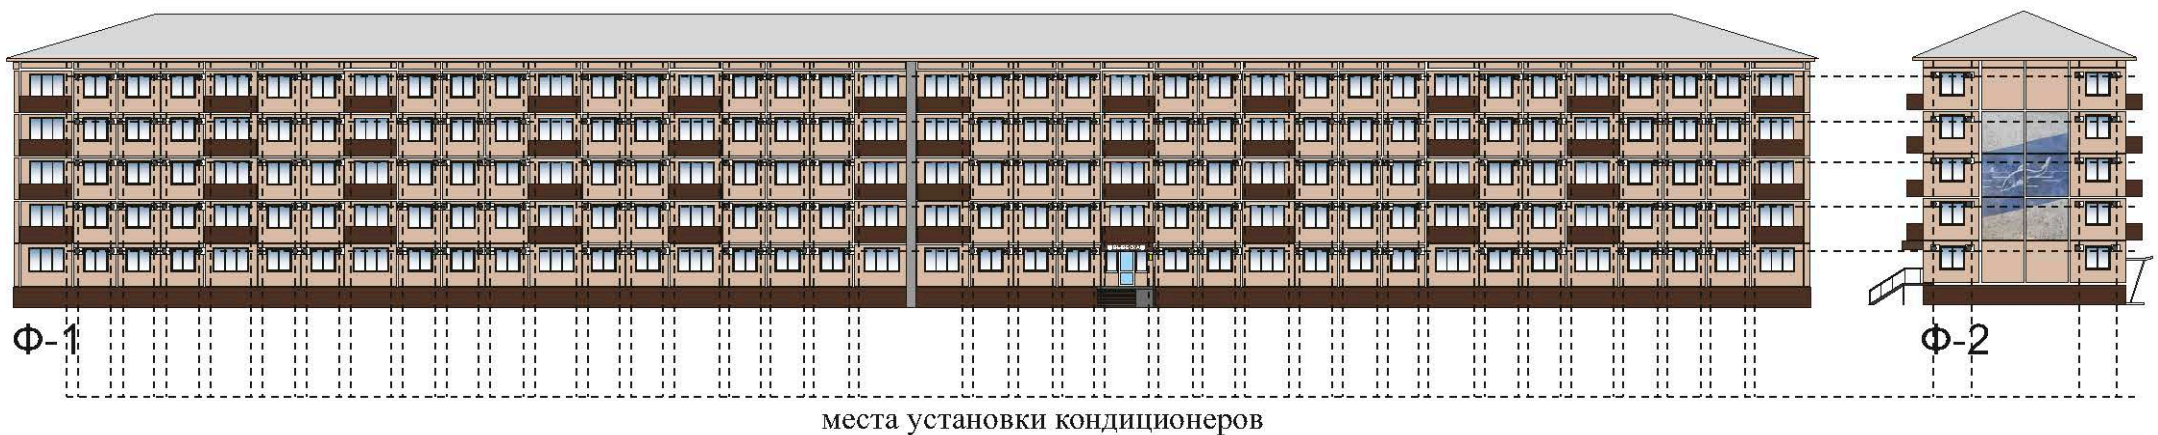 Ф-1
Ф-2
места установки кондиционеров